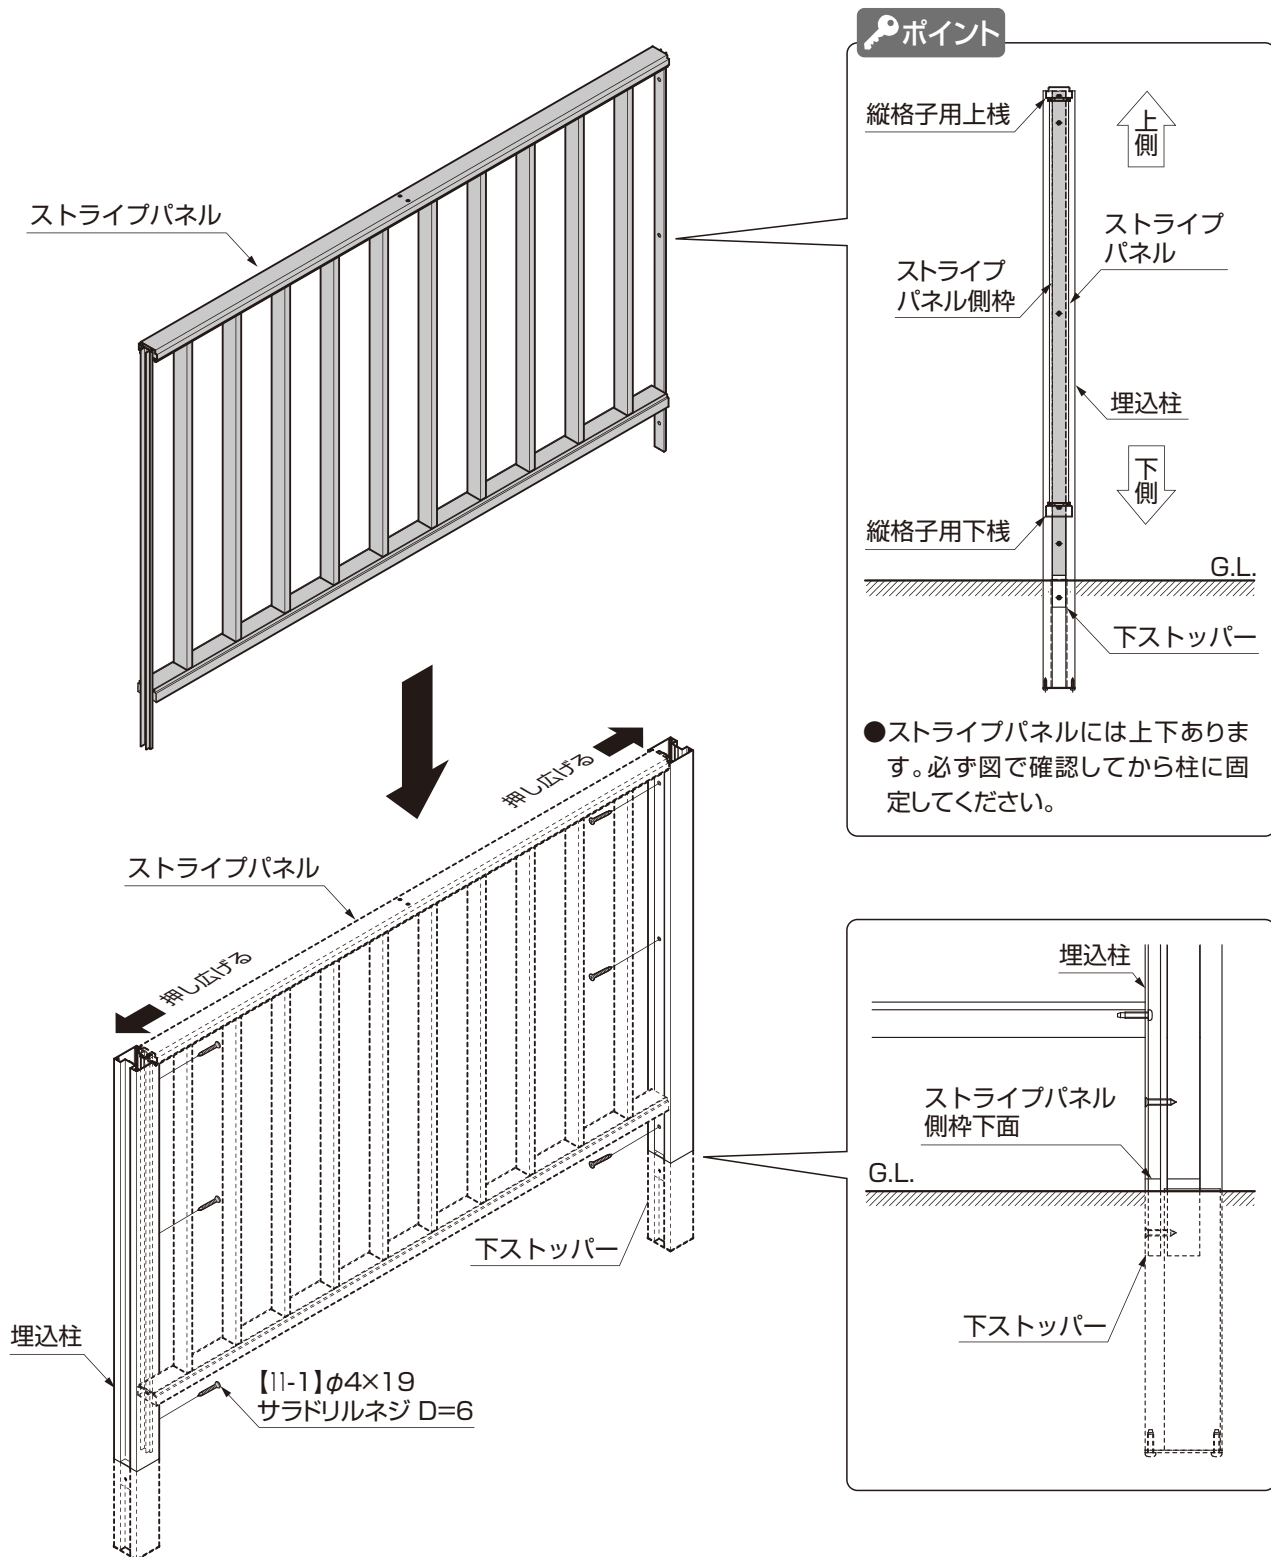 ポイント
縦格子用上桟
上側
ストライプ
パネル
ストライプ
パネル側枠
埋込柱
下側
縦格子用下桟
G.L.
下ストッパー
●ストライプパネルには上下ありま
す。必ず図で確認してから柱に固
定してください。
ストライプパネル
押し広げる
ストライプパネル
押し広げる
下ストッパー
埋込柱
【11-1】φ4×19
サラドリルネジ D=6
埋込柱
ストライプパネル
側枠下面
G.L.
下ストッパー